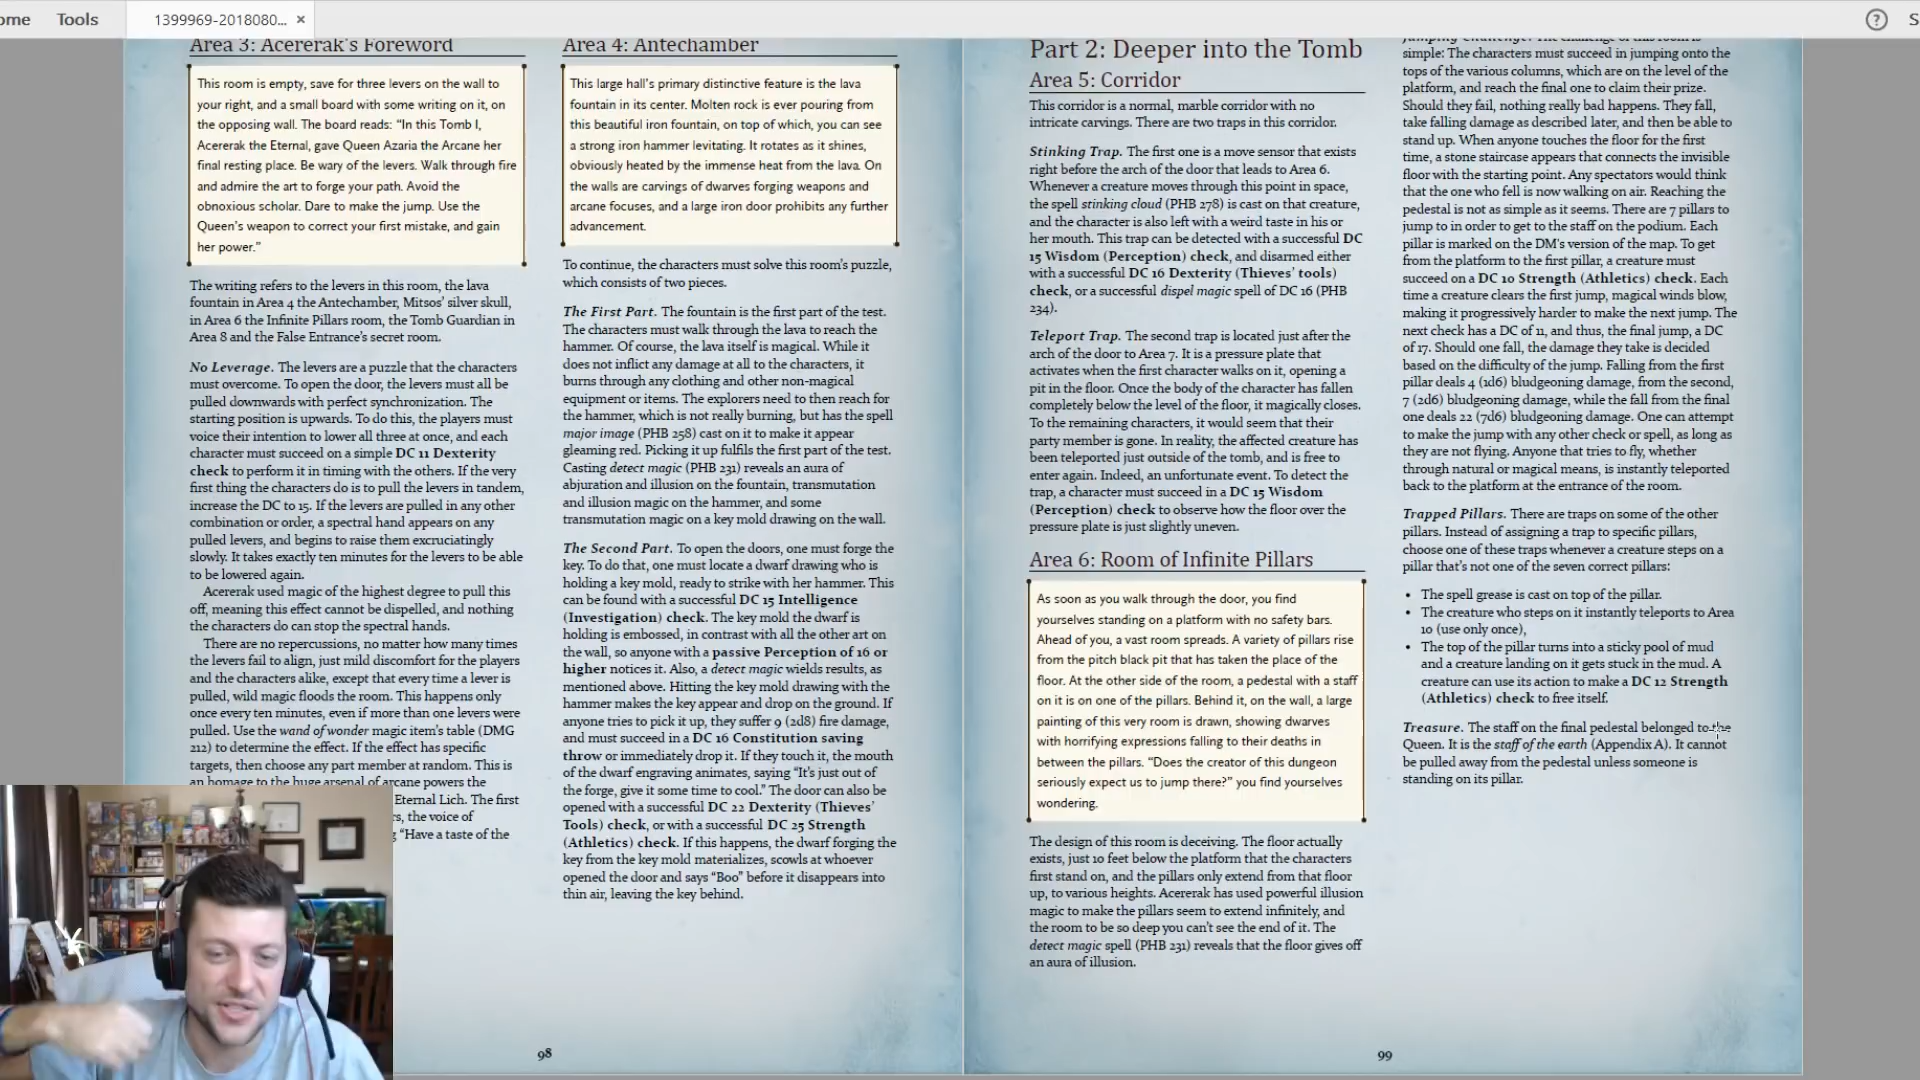 ome
Tools
1399969-2018080...
×
?
S
Area 3: Acererak's Foreword
This room is empty, save for three levers on the wall to
your right, and a small board with some writing on it, on
the opposing wall. The board reads: “In this Tomb I,
Acererak the Eternal, gave Queen Azaria the Arcane her
final resting place. Be wary of the levers. Walk through fire
and admire the art to forge your path. Avoid the
obnoxious scholar. Dare to make the jump. Use the
Queen's weapon to correct your first mistake, and gain
her power.”
The writing refers to the levers in this room, the lava
fountain in Area 4 the Antechamber, Mitsos' silver skull,
in Area 6 the Infinite Pillars room, the Tomb Guardian in
Area 8 and the False Entrance's secret room.
No Leverage. The levers are a puzzle that the characters
must overcome. To open the door, the levers must all be
pulled downwards with perfect synchronization. The
starting position is upwards. To do this, the players must
voice their intention to lower all three at once, and each
character must succeed on a simple DC 11 Dexterity
check to perform it in timing with the others. If the very
first thing the characters do is to pull the levers in tandem,
increase the DC to 15. If the levers are pulled in any other
combination or order, a spectral hand appears on any
pulled levers, and begins to raise them excruciatingly
slowly. It takes exactly ten minutes for the levers to be able
to be lowered again.
Acererak used magic of the highest degree to pull this
off, meaning this effect cannot be dispelled, and nothing
the characters do can stop the spectral hands.
There are no repercussions, no matter how many times
the levers fail to align, just mild discomfort for the players
and the characters alike, except that every time a lever is
pulled, wild magic floods the room. This happens only
once every ten minutes, even if more than one levers were
pulled. Use the wand of wonder magic item's table (DMG
212) to determine the effect. If the effect has specific
targets, then choose any part member at random. This is
an homage to the huge arsenal of arcane powers the
Eternal Lich. The first
rs, the voice of
“Have a taste of the
Area 4: Antechamber
This large hall's primary distinctive feature is the lava
fountain in its center. Molten rock is ever pouring from
this beautiful iron fountain, on top of which, you can see
a strong iron hammer levitating. It rotates as it shines,
obviously heated by the immense heat from the lava. On
the walls are carvings of dwarves forging weapons and
arcane focuses, and a large iron door prohibits any further
advancement.
To continue, the characters must solve this room's puzzle,
which consists of two pieces.
The First Part. The fountain is the first part of the test.
The characters must walk through the lava to reach the
hammer. Of course, the lava itself is magical. While it
does not inflict any damage at all to the characters, it
burns through any clothing and other non-magical
equipment or items. The explorers need to then reach for
the hammer, which is not really burning, but has the spell
major image (PHB 258) cast on it to make it appear
gleaming red. Picking it up fulfils the first part of the test.
Casting detect magic (PHB 231) reveals an aura of
abjuration and illusion on the fountain, transmutation
and illusion magic on the hammer, and some
transmutation magic on a key mold drawing on the wall.
The Second Part. To open the doors, one must forge the
key. To do that, one must locate a dwarf drawing who is
holding a key mold, ready to strike with her hammer. This
can be found with a successful DC 15 Intelligence
(Investigation) check. The key mold the dwarf is
holding is embossed, in contrast with all the other art on
the wall, so anyone with a passive Perception of 16 or
higher notices it. Also, a detect magic wields results, as
mentioned above. Hitting the key mold drawing with the
hammer makes the key appear and drop on the ground. If
anyone tries to pick it up, they suffer 9 (2d8) fire damage,
and must succeed in a DC 16 Constitution saving
throw or immediately drop it. If they touch it, the mouth
of the dwarf engraving animates, saying “It's just out of
the forge, give it some time to cool.” The door can also be
opened with a successful DC 22 Dexterity (Thieves'
Tools) check, or with a successful DC 25 Strength
(Athletics) check. If this happens, the dwarf forging the
key from the key mold materializes, scowls at whoever
opened the door and says “Boo” before it disappears into
thin air, leaving the key behind.
98
Part 2: Deeper into the Tomb
Area 5: Corridor
This corridor is a normal, marble corridor with no
intricate carvings. There are two traps in this corridor.
Stinking Trap. The first one is a move sensor that exists
right before the arch of the door that leads to Area 6.
Whenever a creature moves through this point in space,
the spell stinking cloud (PHB 278) is cast on that creature,
and the character is also left with a weird taste in his or
her mouth. This trap can be detected with a successful DC
15 Wisdom (Perception) check, and disarmed either
with a successful DC 16 Dexterity (Thieves' tools)
check, or a successful dispel magic spell of DC 16 (PHB
234).
Teleport Trap. The second trap is located just after the
arch of the door to Area 7. It is a pressure plate that
activates when the first character walks on it, opening a
pit in the floor. Once the body of the character has fallen
completely below the level of the floor, it magically closes.
To the remaining characters, it would seem that their
party member is gone. In reality, the affected creature has
been teleported just outside of the tomb, and is free to
enter again. Indeed, an unfortunate event. To detect the
trap, a character must succeed in a DC 15 Wisdom
(Perception) check to observe how the floor over the
pressure plate is just slightly uneven.
Area 6: Room of Infinite Pillars
As soon as you walk through the door, you find
yourselves standing on a platform with no safety bars.
Ahead of you, a vast room spreads. A variety of pillars rise
from the pitch black pit that has taken the place of the
floor. At the other side of the room, a pedestal with a staff
on it is on one of the pillars. Behind it, on the wall, a large
painting of this very room is drawn, showing dwarves
with horrifying expressions falling to their deaths in
between the pillars. “Does the creator of this dungeon
seriously expect us to jump there?” you find yourselves
wondering.
The design of this room is deceiving. The floor actually
exists, just 10 feet below the platform that the characters
first stand on, and the pillars only extend from that floor
up, to various heights. Acererak has used powerful illusion
magic to make the pillars seem to extend infinitely, and
the room to be so deep you can't see the end of it. The
detect magic spell (PHB 231) reveals that the floor gives off
an aura of illusion.
Jumping Challenge. The challenge of this room is
simple: The characters must succeed in jumping onto the
tops of the various columns, which are on the level of the
platform, and reach the final one to claim their prize.
Should they fail, nothing really bad happens. They fall,
take falling damage as described later, and then be able to
stand up. When anyone touches the floor for the first
time, a stone staircase appears that connects the invisible
floor with the starting point. Any spectators would think
that the one who fell is now walking on air. Reaching the
pedestal is not as simple as it seems. There are 7 pillars to
jump to in order to get to the staff on the podium. Each
pillar is marked on the DM's version of the map. To get
from the platform to the first pillar, a creature must
succeed on a DC 10 Strength (Athletics) check. Each
time a creature clears the first jump, magical winds blow,
making it progressively harder to make the next jump. The
next check has a DC of 11, and thus, the final jump, a DC
of 17. Should one fall, the damage they take is decided
based on the difficulty of the jump. Falling from the first
pillar deals 4 (1d6) bludgeoning damage, from the second,
7 (2d6) bludgeoning damage, while the fall from the final
one deals 22 (7d6) bludgeoning damage. One can attempt
to make the jump with any other check or spell, as long as
they are not flying. Anyone that tries to fly, whether
through natural or magical means, is instantly teleported
back to the platform at the entrance of the room.
Trapped Pillars. There are traps on some of the other
pillars. Instead of assigning a trap to specific pillars,
choose one of these traps whenever a creature steps on a
pillar that's not one of the seven correct pillars:
• The spell grease is cast on top of the pillar.
• The creature who steps on it instantly teleports to Area
10 (use only once),
• The top of the pillar turns into a sticky pool of mud
and a creature landing on it gets stuck in the mud. A
creature can use its action to make a DC 12 Strength
(Athletics) check to free itself.
Treasure. The staff on the final pedestal belonged to the
Queen. It is the staff of the earth (Appendix A). It cannot
be pulled away from the pedestal unless someone is
standing on its pillar.
99